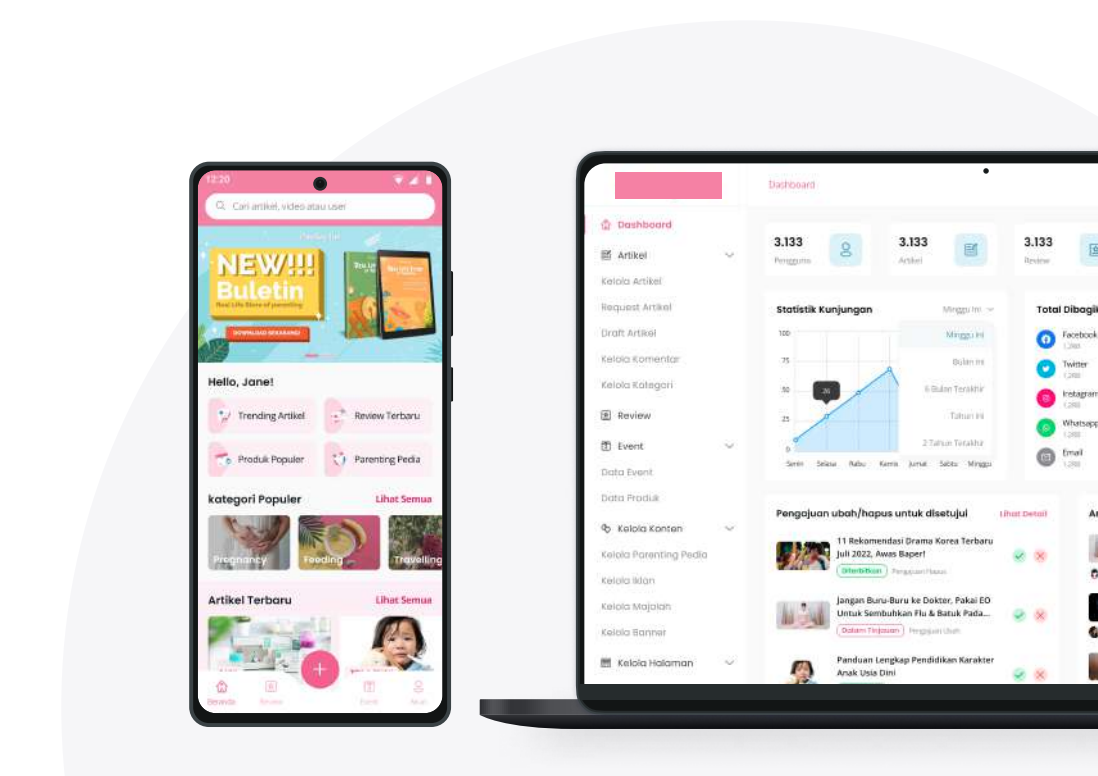 12:20
Cari artikel, video atau user
NEW!!!
Buletin
Real Life Store of parenting
DOWNLOAD SEKARANG!
Hello, Jane!
Trending Artikel
Review Terbaru
Produk Populer
Parenting Pedia
kategori Populer
Lihat Semua
Pregnancy
Feeding
Travelling
Artikel Terbaru
Lihat Semua
+
Beranda
Review
Event
Akun
Dashboard
Artikel
Kelola Artikel
Request Artikel
Draft Artikel
Kelola Komentar
Kelola Kategori
Review
Event
Data Event
Data Produk
Kelola Konten
Kelola Parenting Pedia
Kelola Iklan
Kelola Majalah
Kelola Banner
Kelola Halaman
Dashboard
3.133
Pengguna
3.133
Artikel
3.133
Review
Statistik Kunjungan
Minggu Ini
100
75
50
25
0
26
Senin Selasa Rabu Kamis Jumat Sabtu Minggu
Minggu Ini
Bulan Ini
6 Bulan Terakhir
Tahun Ini
2 Tahun Terakhir
Total Dibagik
Facebook
1,288
Twitter
1,288
Instagram
1,288
Whatsapp
1,288
Email
1,288
Pengajuan ubah/hapus untuk disetujui
Lihat Detail
11 Rekomendasi Drama Korea Terbaru
Juli 2022, Awas Baper!
Diterbitkan Pengajuan Hapus
Jangan Buru-Buru ke Dokter, Pakai EO
Untuk Sembuhkan Flu & Batuk Pada...
Dalam Tinjauan Pengajuan Ubah
Panduan Lengkap Pendidikan Karakter
Anak Usia Dini